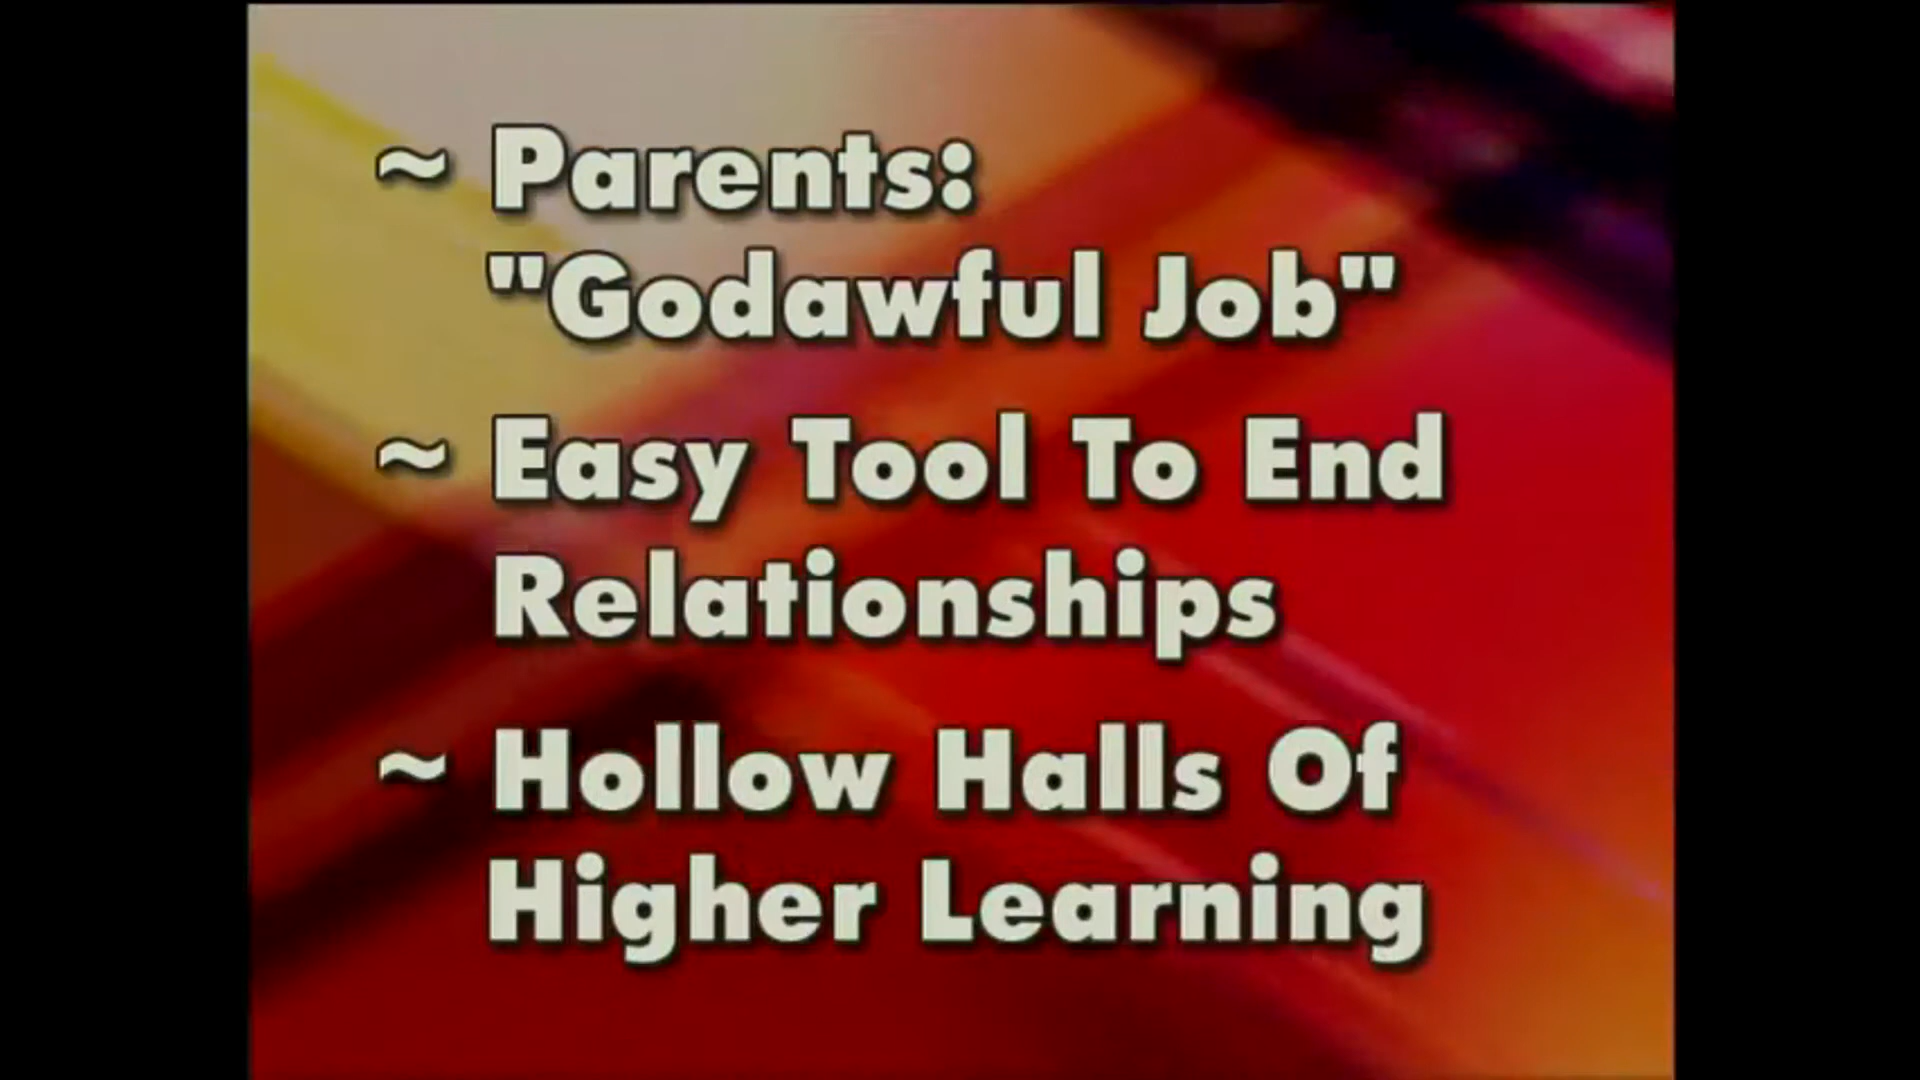 ~ Parents:
"Godawful Job"
~ Easy Tool To End
Relationships
~ Hollow Halls Of
Higher Learning